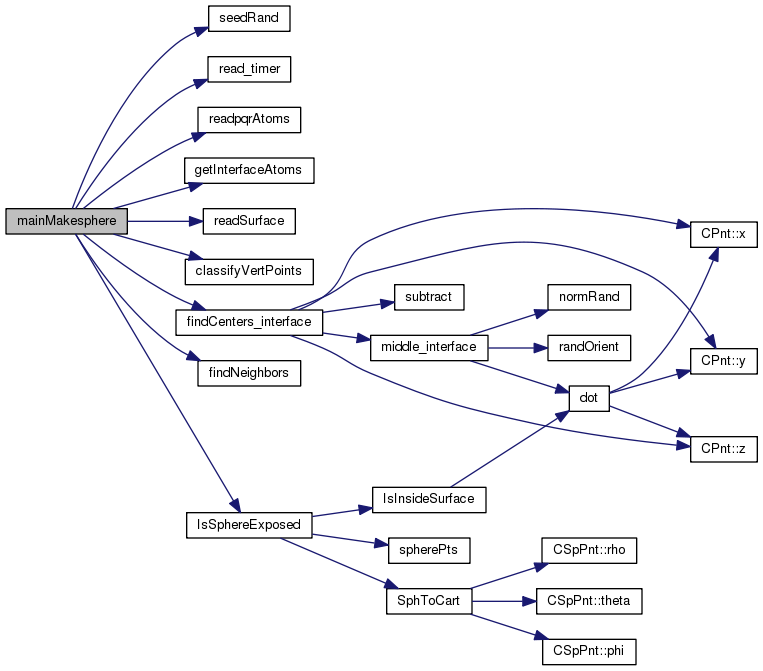 seedRand
read_timer
readpqrAtoms
getInterfaceAtoms
mainMakesphere
readSurface
CPnt::x
classifyVertPoints
subtract
normRand
findCenters_interface
middle_interface
randOrient
CPnt::y
findNeighbors
dot
CPnt::z
IsInsideSurface
IsSphereExposed
spherePts
CSpPnt::rho
SphToCart
CSpPnt::theta
CSpPnt::phi